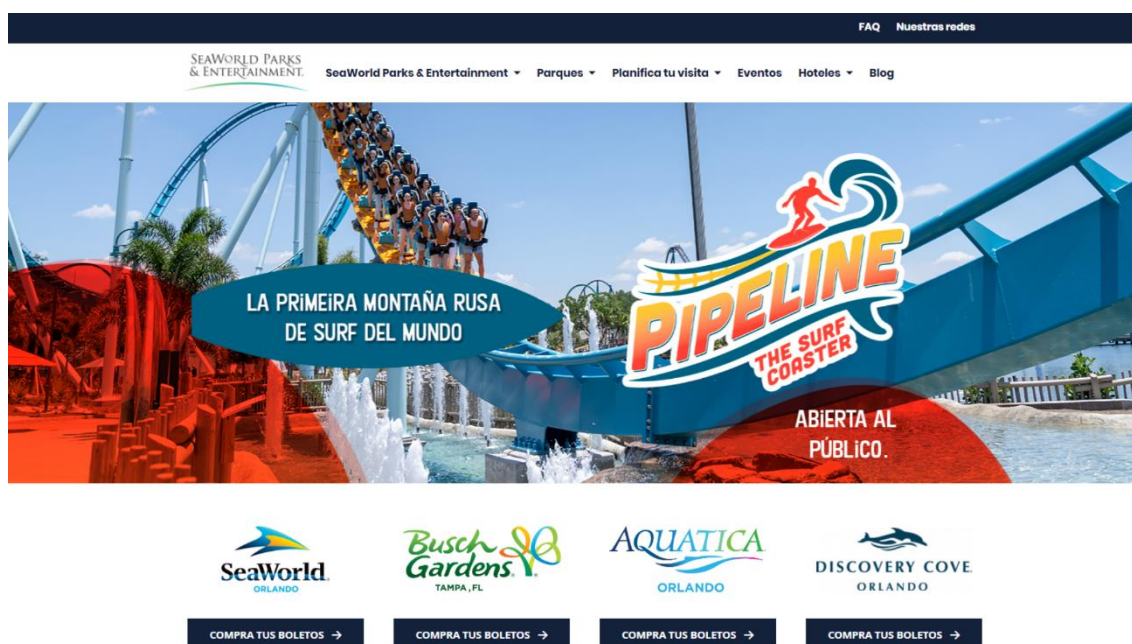 FAQ Nuestras redes
SEAWORLD PARKS
& ENTERTAINMENT.
SeaWorld Parks & Entertainment Parques Planifica tu visita Eventos Hoteles Blog
LA PRiMEiRA MONTAÑA RUSA
DE SURF DEL MUNDO
PIPELINE
THE SURF
COASTER
ABiERTA AL
PÚBLiCO.
SeaWorld.
ORLANDO
Busch
Gardens.
TAMPA, FL
AQUATICA
ORLANDO
DISCOVERY COVE.
ORLANDO
COMPRA TUS BOLETOS →
COMPRA TUS BOLETOS →
COMPRA TUS BOLETOS →
COMPRA TUS BOLETOS →